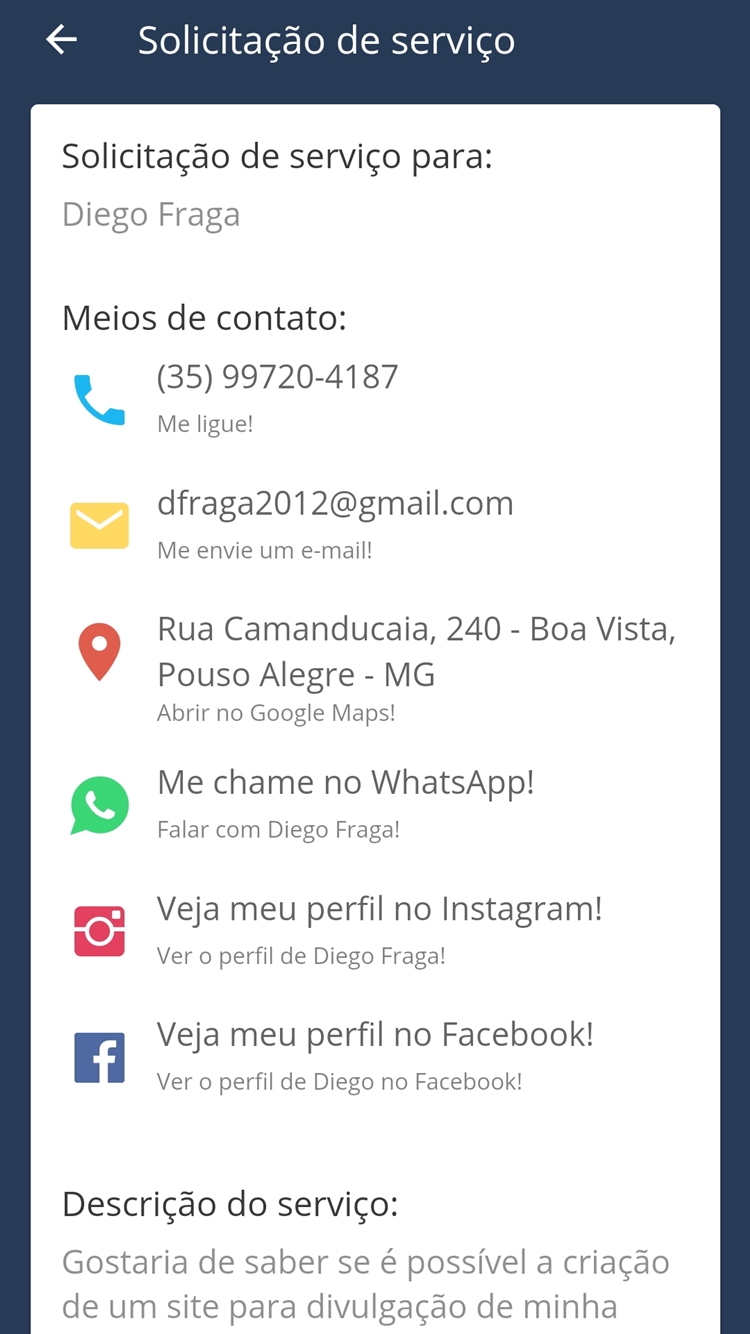 Solicitação de serviço
Solicitação de serviço para:
Diego Fraga
Meios de contato:
(35) 99720-4187
Me ligue!
dfraga2012@gmail.com
Me envie um e-mail!
Rua Camanducaia, 240 - Boa Vista,
Pouso Alegre - MG
Abrir no Google Maps!
Me chame no WhatsApp!
Falar com Diego Fraga!
Veja meu perfil no Instagram!
Ver o perfil de Diego Fraga!
Veja meu perfil no Facebook!
Ver o perfil de Diego no Facebook!
Descrição do serviço:
Gostaria de saber se é possível a criação
de um site para divulgação de minha